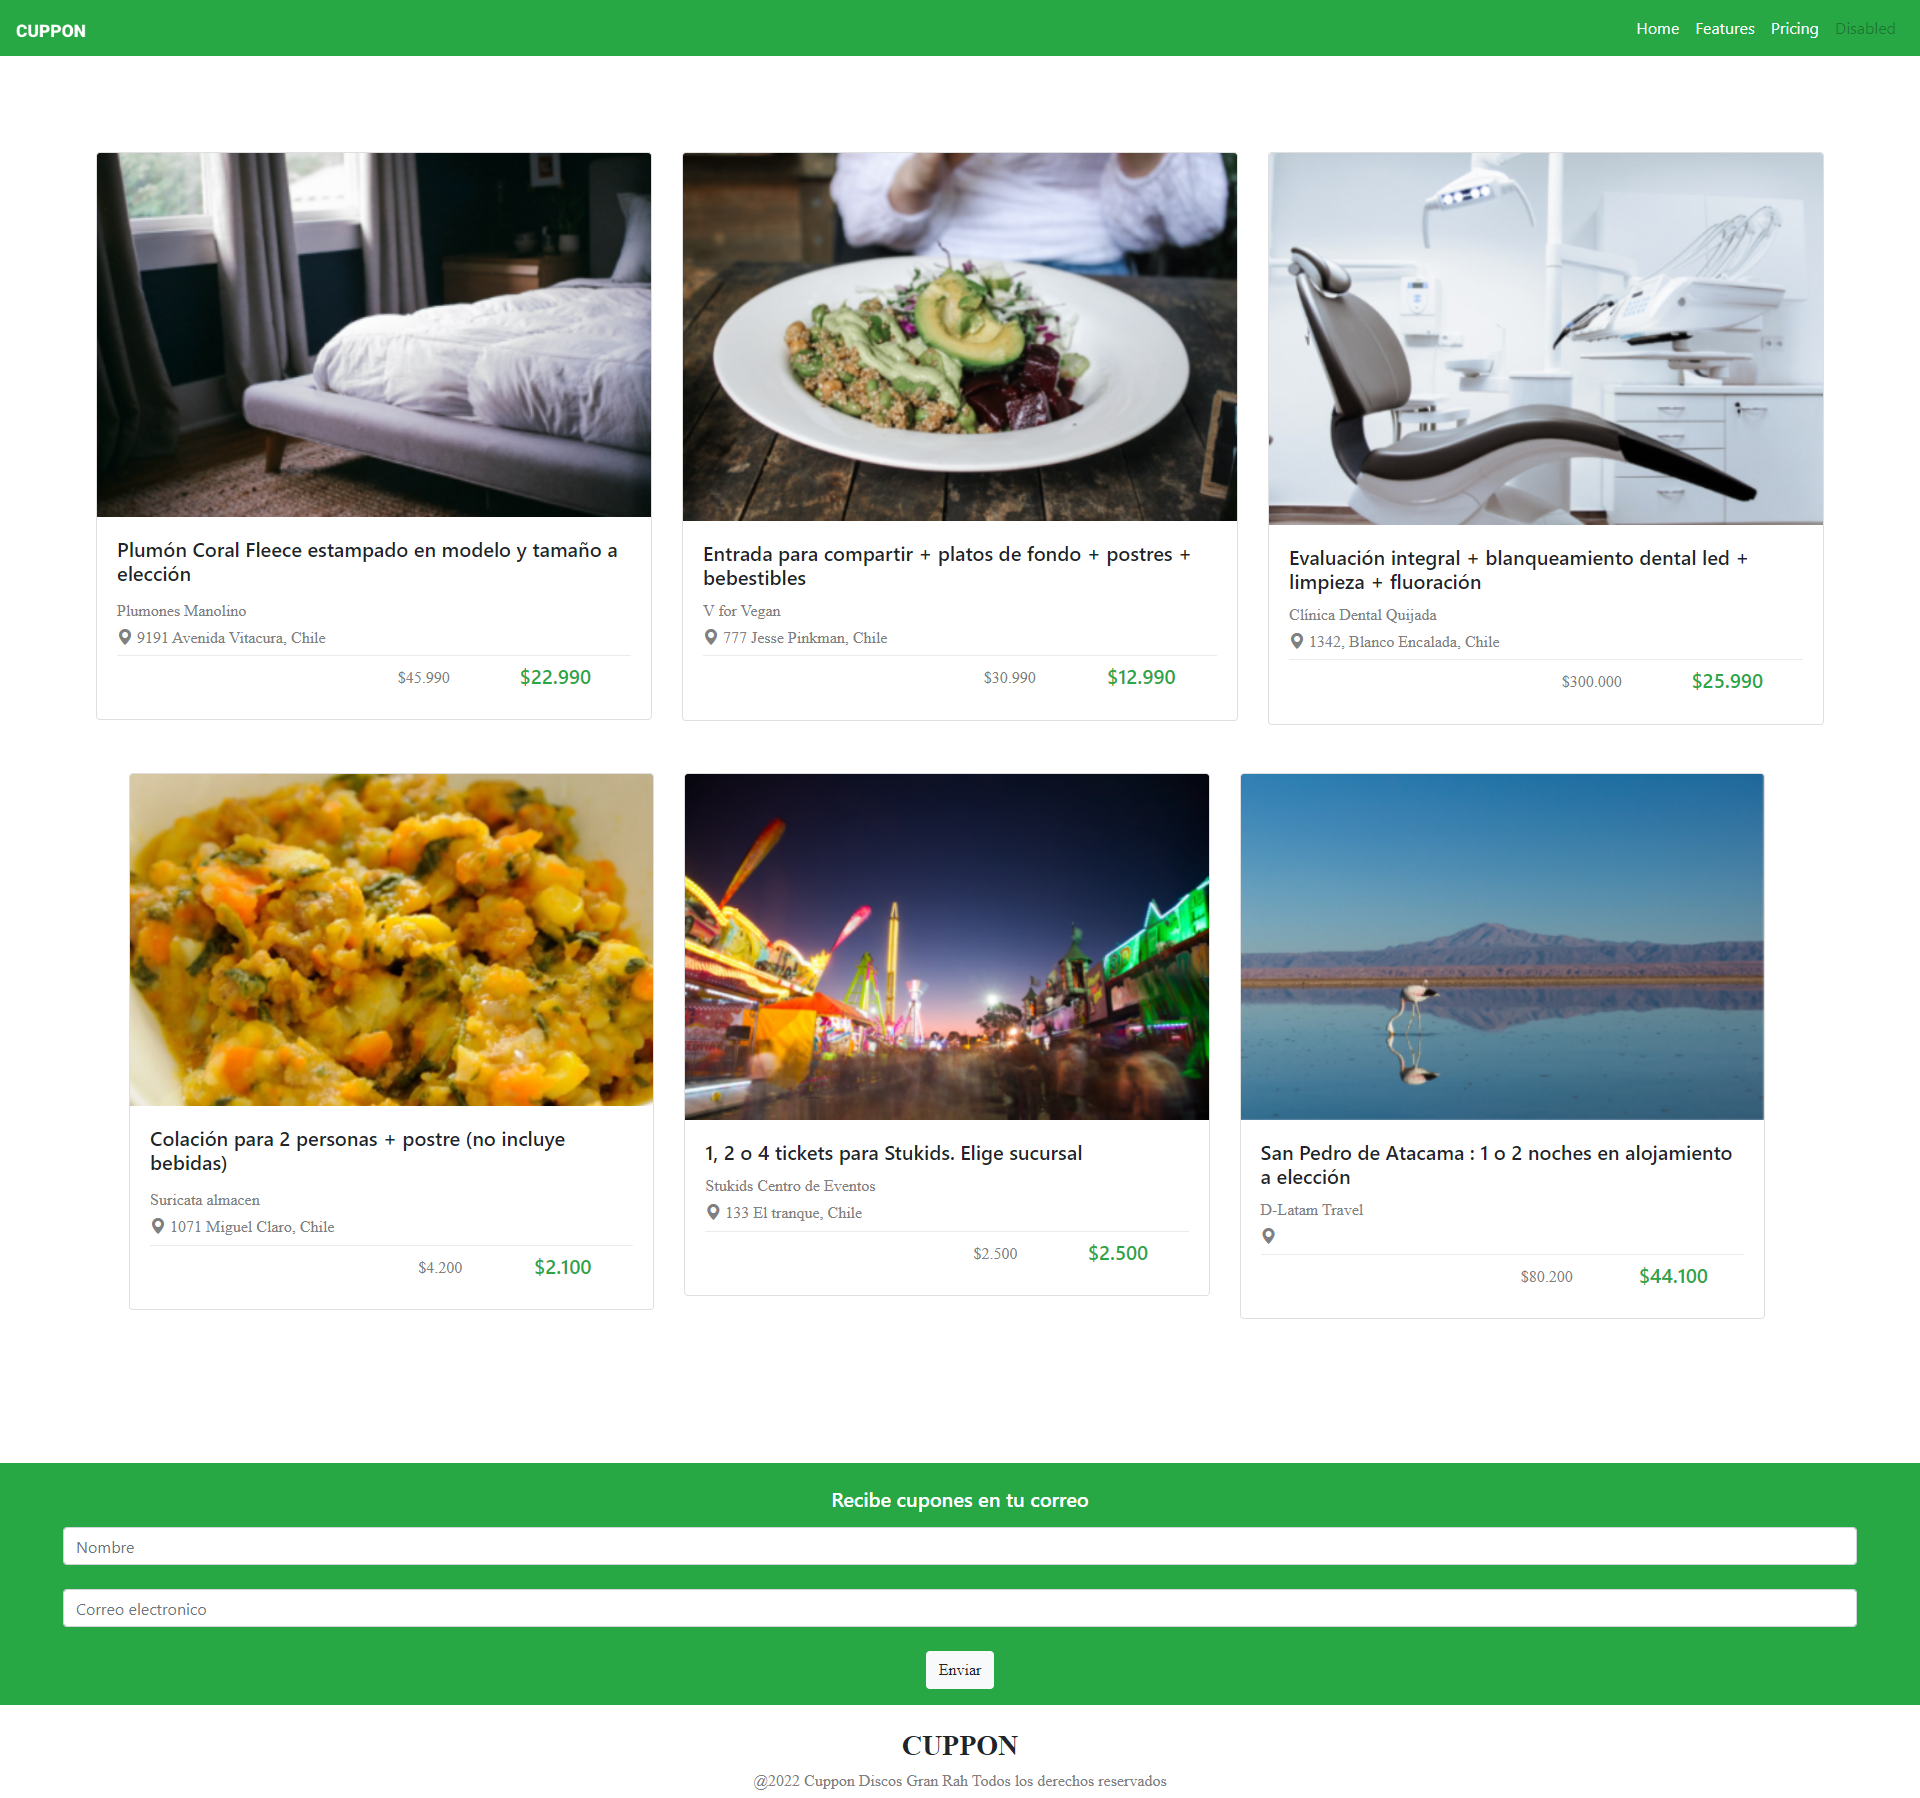 CUPPON
Home Features Pricing Disabled
Plumón Coral Fleece estampado en modelo y tamaño a
elección
Plumones Manolino
9191 Avenida Vitacura, Chile
$45.990 $22.990
Entrada para compartir + platos de fondo + postres +
bebestibles
V for Vegan
777 Jesse Pinkman, Chile
$30.990 $12.990
Evaluación integral + blanqueamiento dental led +
limpieza + fluoración
Clínica Dental Quijada
1342, Blanco Encalada, Chile
$300.000 $25.990
Colación para 2 personas + postre (no incluye
bebidas)
Suricata almacen
1071 Miguel Claro, Chile
$4.200 $2.100
1, 2 o 4 tickets para Stukids. Elige sucursal
Stukids Centro de Eventos
133 El tranque, Chile
$2.500 $2.500
San Pedro de Atacama : 1 o 2 noches en alojamiento
a elección
D-Latam Travel
$80.200 $44.100
Recibe cupones en tu correo
Nombre
Correo electronico
Enviar
CUPPON
@2022 Cuppon Discos Gran Rah Todos los derechos reservados